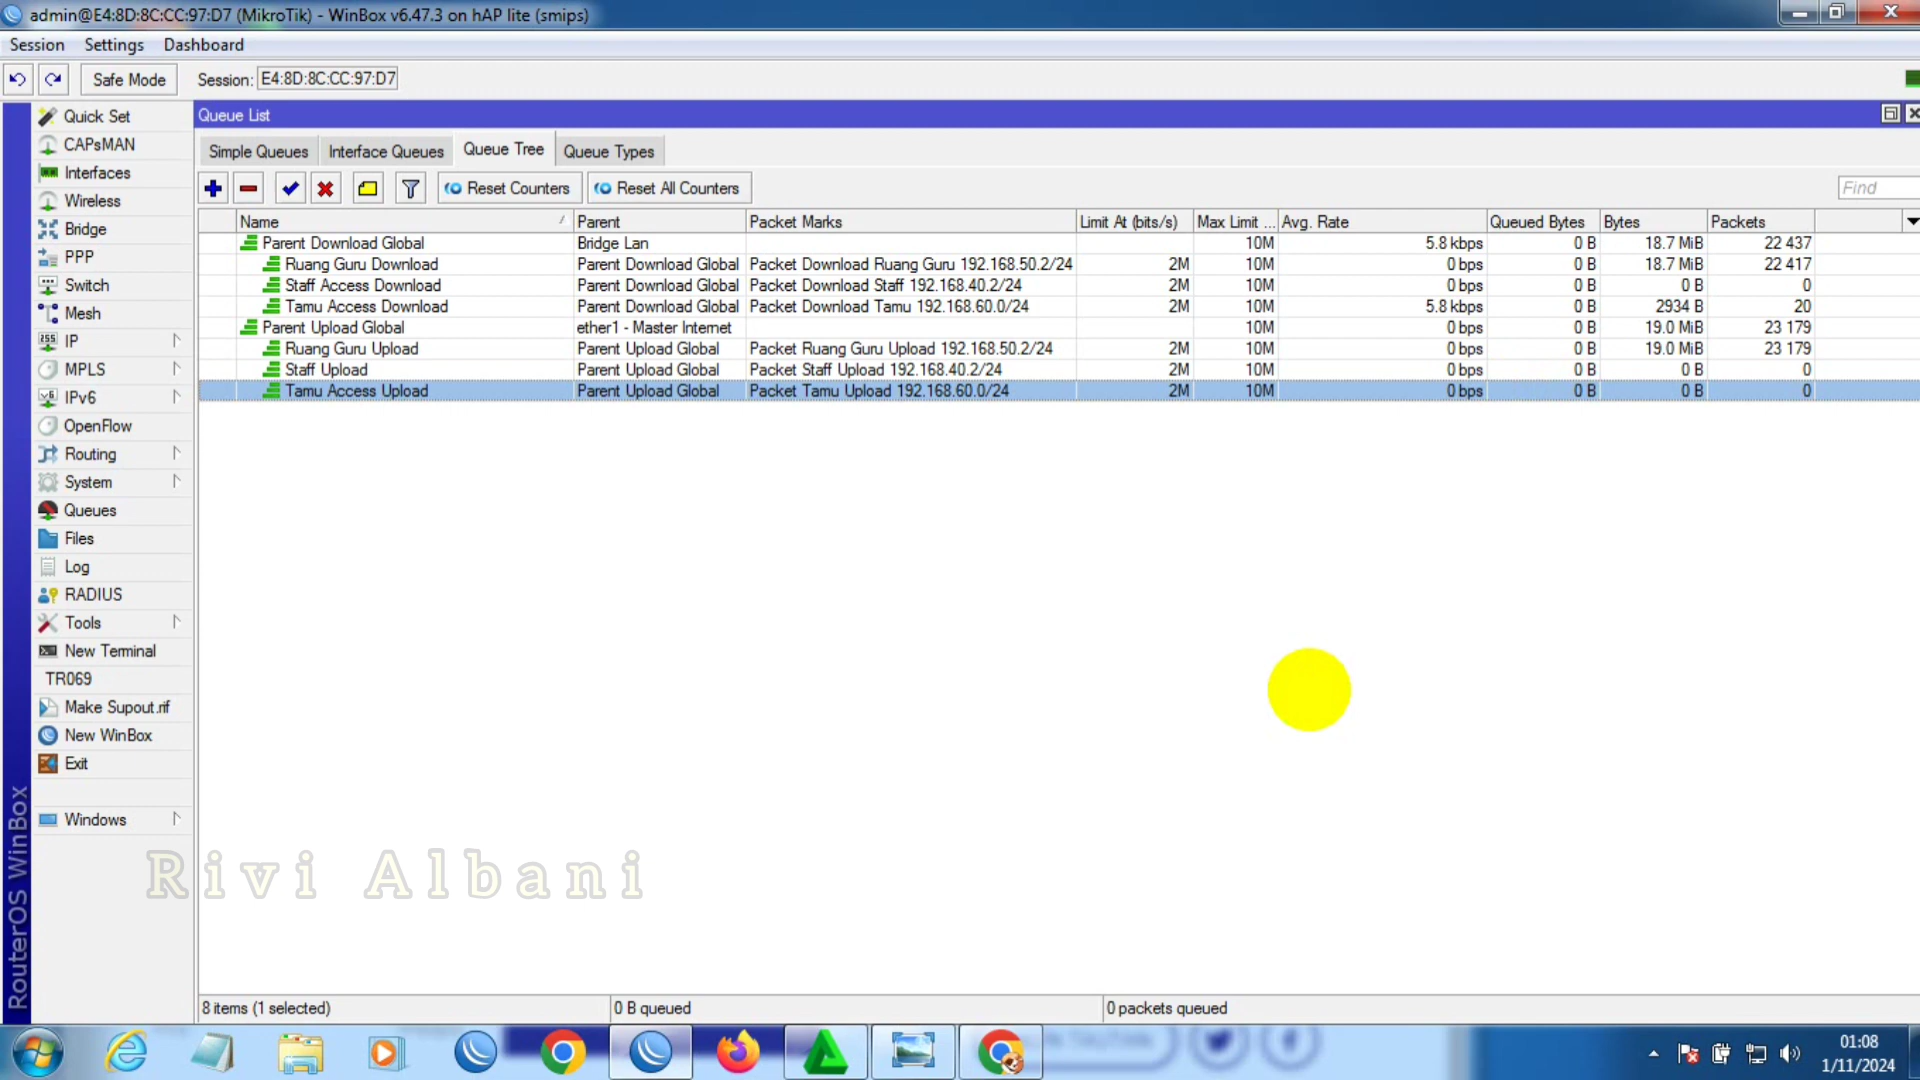 admin@E4:8D:8C:CC:97:D7 (MikroTik) - WinBox v6.47.3 on hAP lite (smips)
Session Settings Dashboard
Safe Mode Session: E4:8D:8C:CC:97:D7
Quick Set
CAPsMAN
Interfaces
Wireless
Bridge
PPP
Switch
Mesh
IP
MPLS
IPv6
OpenFlow
Routing
System
Queues
Files
Log
RADIUS
Tools
New Terminal
TR069
Make Supout.rif
New WinBox
Exit
Windows
RouterOS WinBox
Queue List
Simple Queues Interface Queues Queue Tree Queue Types
Reset Counters Reset All Counters Find
Name Parent Packet Marks Limit At (bits/s) Max Limit ... Avg. Rate Queued Bytes Bytes Packets
Parent Download Global Bridge Lan 10M 5.8 kbps 0 B 18.7 MiB 22 437
Ruang Guru Download Parent Download Global Packet Download Ruang Guru 192.168.50.2/24 2M 10M 0 bps 0 B 18.7 MiB 22 417
Staff Access Download Parent Download Global Packet Download Staff 192.168.40.2/24 2M 10M 0 bps 0 B 0 B 0
Tamu Access Download Parent Download Global Packet Download Tamu 192.168.60.0/24 2M 10M 5.8 kbps 0 B 2934 B 20
Parent Upload Global ether1 - Master Internet 10M 0 bps 0 B 19.0 MiB 23 179
Ruang Guru Upload Parent Upload Global Packet Ruang Guru Upload 192.168.50.2/24 2M 10M 0 bps 0 B 19.0 MiB 23 179
Staff Upload Parent Upload Global Packet Staff Upload 192.168.40.2/24 2M 10M 0 bps 0 B 0 B 0
Tamu Access Upload Parent Upload Global Packet Tamu Upload 192.168.60.0/24 2M 10M 0 bps 0 B 0 B 0
Rivi Albani
8 items (1 selected) 0 B queued 0 packets queued
01:08
1/11/2024